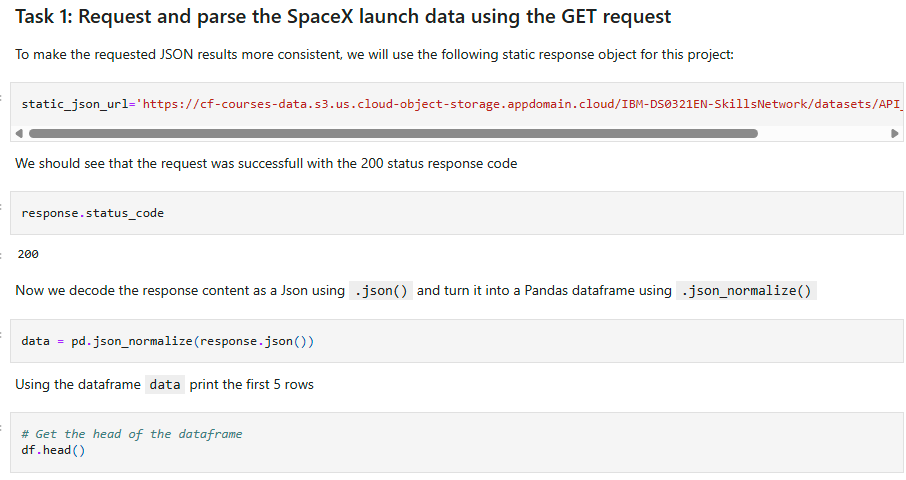 Task 1: Request and parse the SpaceX launch data using the GET request
To make the requested JSON results more consistent, we will use the following static response object for this project:
static_json_url='https://cf-courses-data.s3.us.cloud-object-storage.appdomain.cloud/IBM-DS0321EN-SkillsNetwork/datasets/API_
We should see that the request was successfull with the 200 status response code
response.status_code
200
Now we decode the response content as a Json using .json() and turn it into a Pandas dataframe using .json_normalize()
data = pd.json_normalize(response.json())
Using the dataframe data print the first 5 rows
# Get the head of the dataframe
df.head()